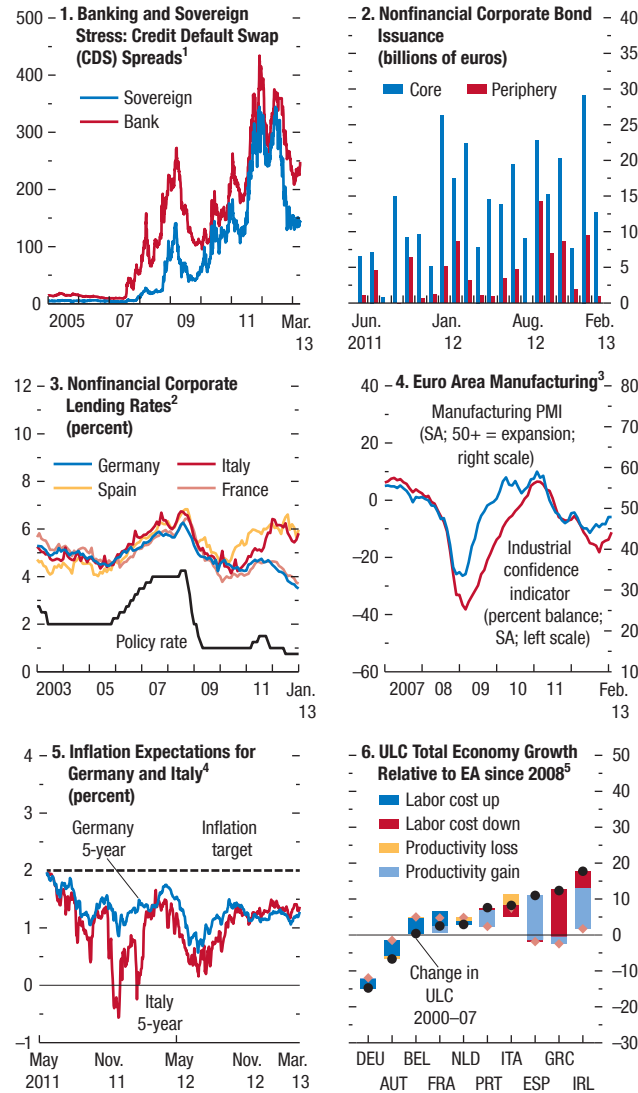 1. Banking and Sovereign
Stress: Credit Default Swap
(CDS) Spreads1
500
400
350
300
250
200
150
100
50
0
Sovereign
Bank
2005 07 09 11 Mar.
13
2. Nonfinancial Corporate Bond
Issuance
(billions of euros)
Core Periphery
40
35
30
25
20
15
10
5
0
Jun. Jan. Aug. Feb.
2011 12 12 13
3. Nonfinancial Corporate
Lending Rates2
(percent)
12
10
8
6
4
2
0
Germany Italy
Spain France
Policy rate
2003 05 07 09 11 Jan.
13
4. Euro Area Manufacturing3
40
20
0
–20
–40
–60
Manufacturing PMI
(SA; 50+ = expansion;
right scale)
Industrial
confidence
indicator
(percent balance;
SA; left scale)
80
70
60
50
40
30
20
10
2007 08 09 10 11 Feb.
13
5. Inflation Expectations for
Germany and Italy4
(percent)
4
3
2
1
0
–1
Germany
5-year
Inflation
target
Italy
5-year
May Nov. May Nov. Mar.
2011 11 12 12 13
6. ULC Total Economy Growth
Relative to EA since 20085
Labor cost up
Labor cost down
Productivity loss
Productivity gain
50
40
30
20
10
0
–10
–20
–30
Change in
ULC
2000–07
DEU BEL NLD ITA GRC
AUT FRA PRT ESP IRL